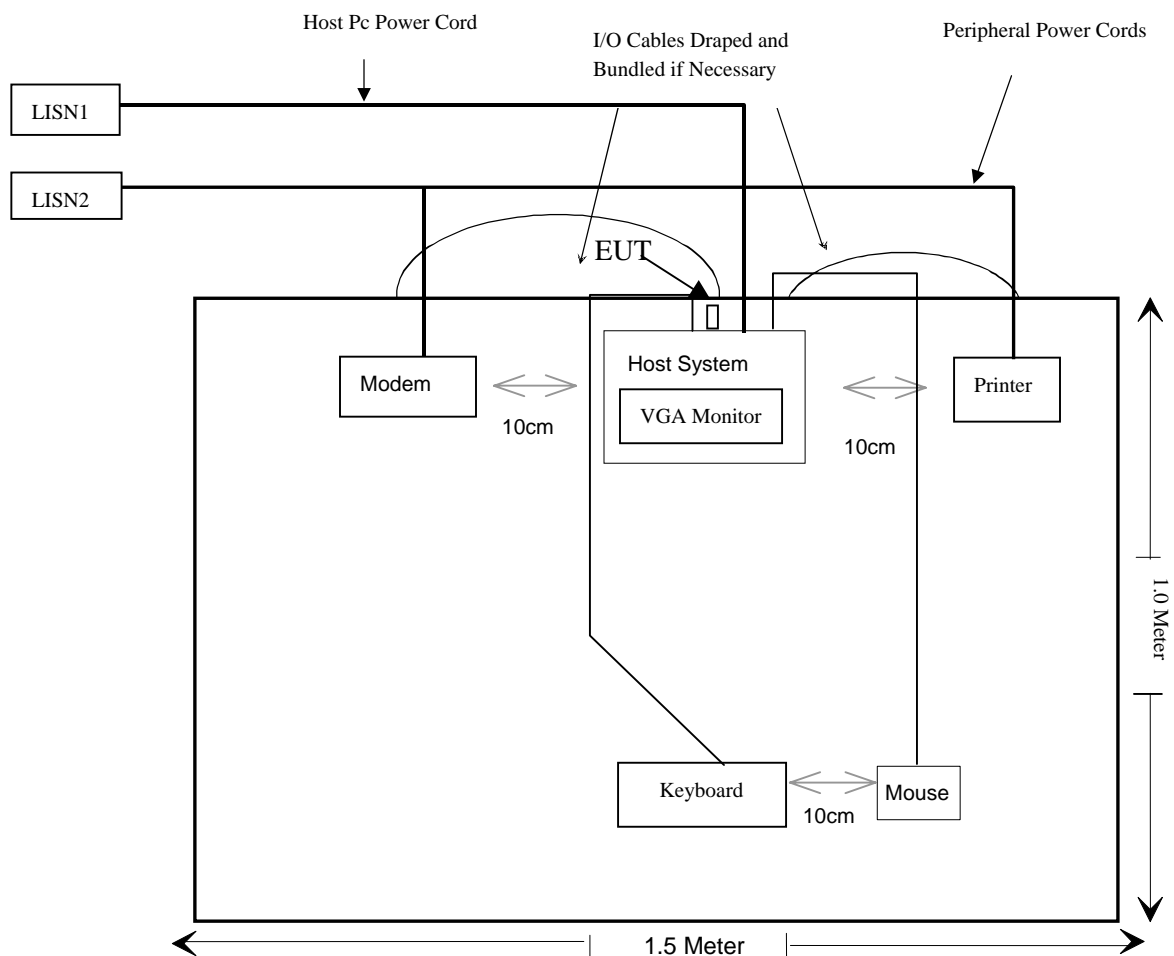 Host Pc Power Cord
I/O Cables Draped and
Bundled if Necessary
Peripheral Power Cords
LISN1
LISN2
EUT
Host System
VGA Monitor
Modem
Printer
10cm
10cm
1.0 Meter
Keyboard
Mouse
10cm
1.5 Meter